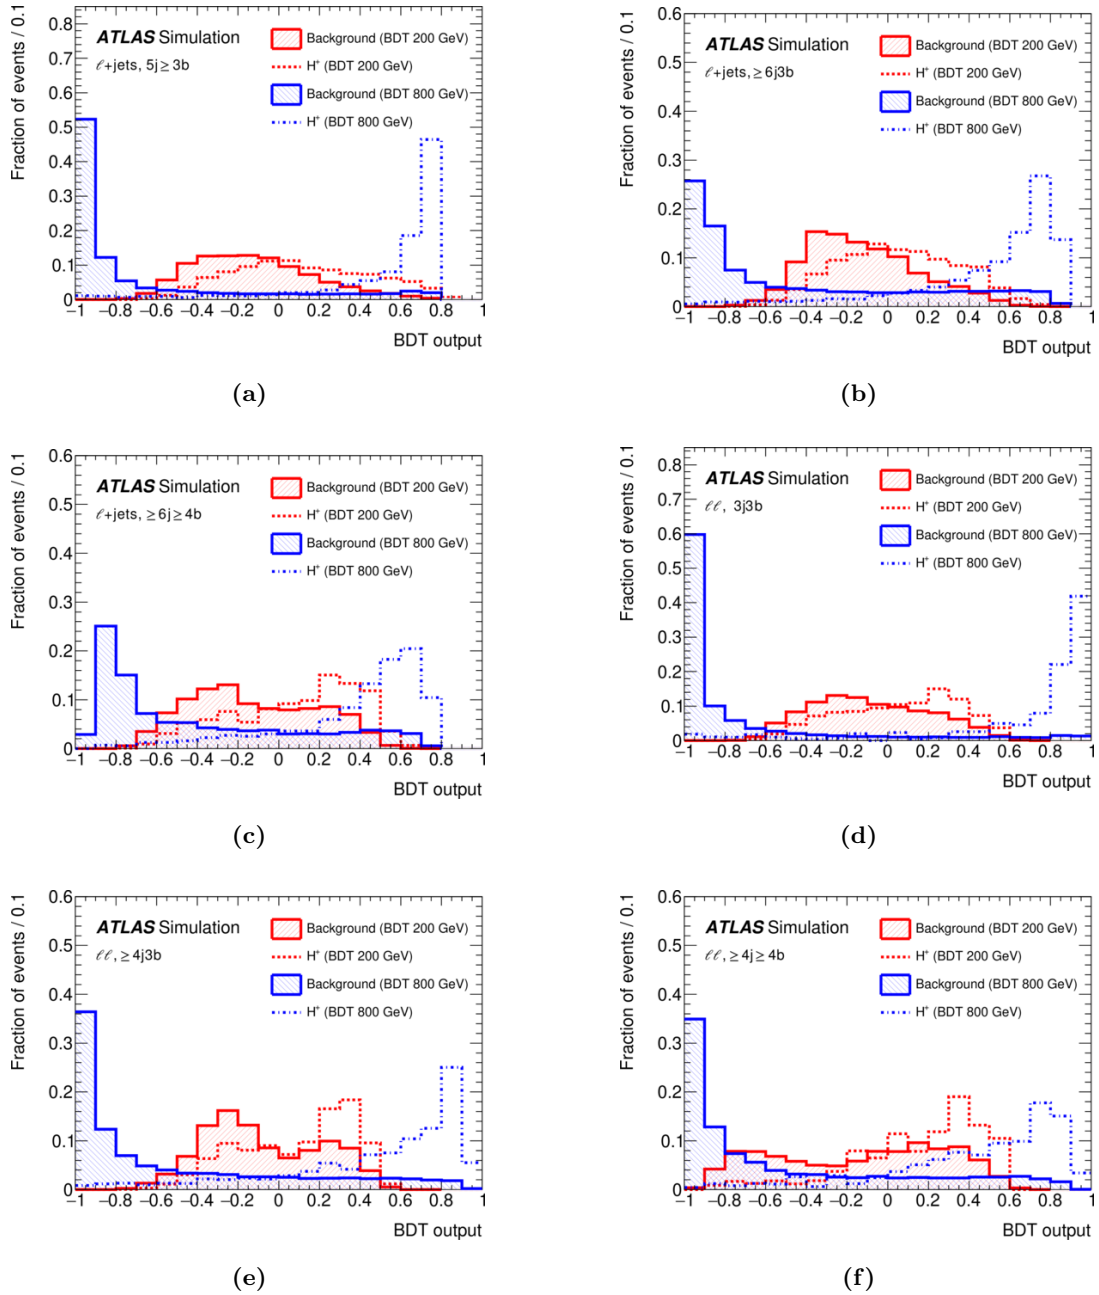 Fraction of events / 0.1
0.8
0.7
0.6
0.5
0.4
0.3
0.2
0.1
0
ATLAS Simulation
ℓ+jets, 5j ≥ 3b
Background (BDT 200 GeV)
H⁺ (BDT 200 GeV)
Background (BDT 800 GeV)
H⁺ (BDT 800 GeV)
−1 −0.8 −0.6 −0.4 −0.2 0 0.2 0.4 0.6 0.8 1
BDT output
(a)
Fraction of events / 0.1
0.6
0.5
0.4
0.3
0.2
0.1
0
ATLAS Simulation
ℓ+jets, ≥ 6j3b
Background (BDT 200 GeV)
H⁺ (BDT 200 GeV)
Background (BDT 800 GeV)
H⁺ (BDT 800 GeV)
−1 −0.8 −0.6 −0.4 −0.2 0 0.2 0.4 0.6 0.8 1
BDT output
(b)
Fraction of events / 0.1
0.6
0.5
0.4
0.3
0.2
0.1
0
ATLAS Simulation
ℓ+jets, ≥ 6j ≥ 4b
Background (BDT 200 GeV)
H⁺ (BDT 200 GeV)
Background (BDT 800 GeV)
H⁺ (BDT 800 GeV)
−1 −0.8 −0.6 −0.4 −0.2 0 0.2 0.4 0.6 0.8 1
BDT output
(c)
Fraction of events / 0.1
0.8
0.7
0.6
0.5
0.4
0.3
0.2
0.1
0
ATLAS Simulation
ℓℓ, 3j3b
Background (BDT 200 GeV)
H⁺ (BDT 200 GeV)
Background (BDT 800 GeV)
H⁺ (BDT 800 GeV)
−1 −0.8 −0.6 −0.4 −0.2 0 0.2 0.4 0.6 0.8 1
BDT output
(d)
Fraction of events / 0.1
0.6
0.5
0.4
0.3
0.2
0.1
0
ATLAS Simulation
ℓℓ, ≥ 4j3b
Background (BDT 200 GeV)
H⁺ (BDT 200 GeV)
Background (BDT 800 GeV)
H⁺ (BDT 800 GeV)
−1 −0.8 −0.6 −0.4 −0.2 0 0.2 0.4 0.6 0.8 1
BDT output
(e)
Fraction of events / 0.1
0.6
0.5
0.4
0.3
0.2
0.1
0
ATLAS Simulation
ℓℓ, ≥ 4j ≥ 4b
Background (BDT 200 GeV)
H⁺ (BDT 200 GeV)
Background (BDT 800 GeV)
H⁺ (BDT 800 GeV)
−1 −0.8 −0.6 −0.4 −0.2 0 0.2 0.4 0.6 0.8 1
BDT output
(f)